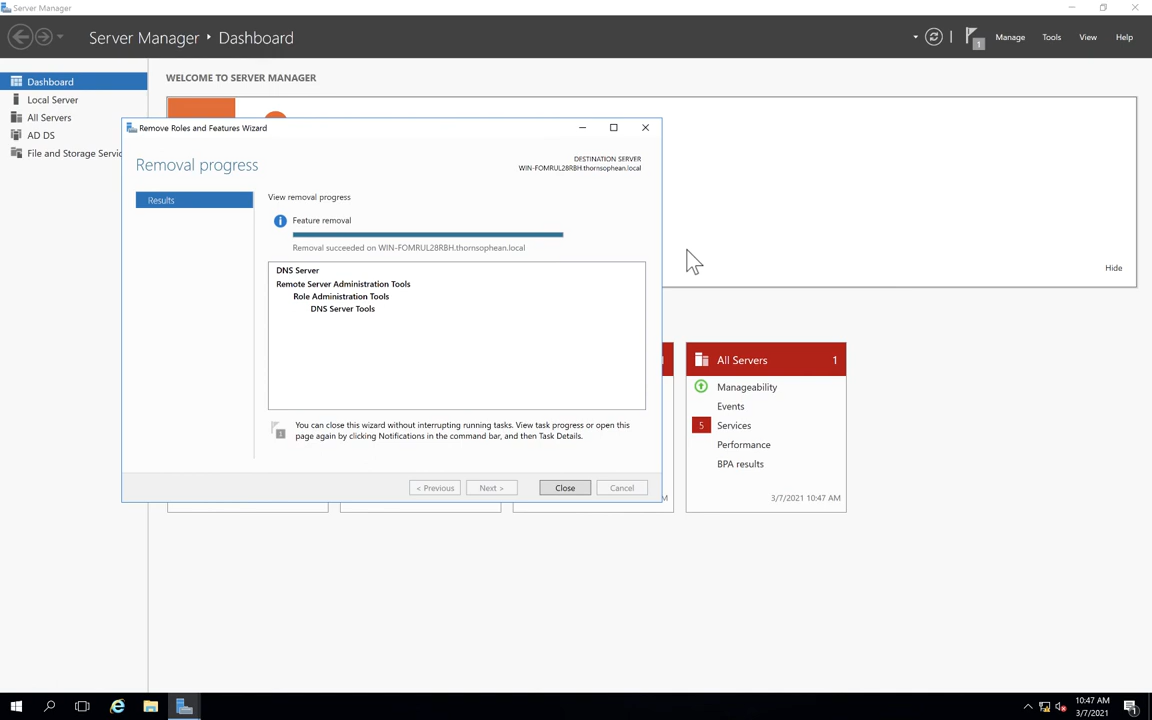 Server Manager
Server Manager ‣ Dashboard
1
Manage
Tools
View
Help
Dashboard
Local Server
All Servers
AD DS
File and Storage Servic
WELCOME TO SERVER MANAGER
Hide
Remove Roles and Features Wizard
Removal progress
DESTINATION SERVER
WIN-FOMRUL28RBH.thornsophean.local
Results
View removal progress
Feature removal
Removal succeeded on WIN-FOMRUL28RBH.thornsophean.local
DNS Server
Remote Server Administration Tools
Role Administration Tools
DNS Server Tools
You can close this wizard without interrupting running tasks. View task progress or open this
page again by clicking Notifications in the command bar, and then Task Details.
< Previous
Next >
Close
Cancel
All Servers 1
Manageability
Events
5 Services
Performance
BPA results
3/7/2021 10:47 AM
10:47 AM
3/7/2021